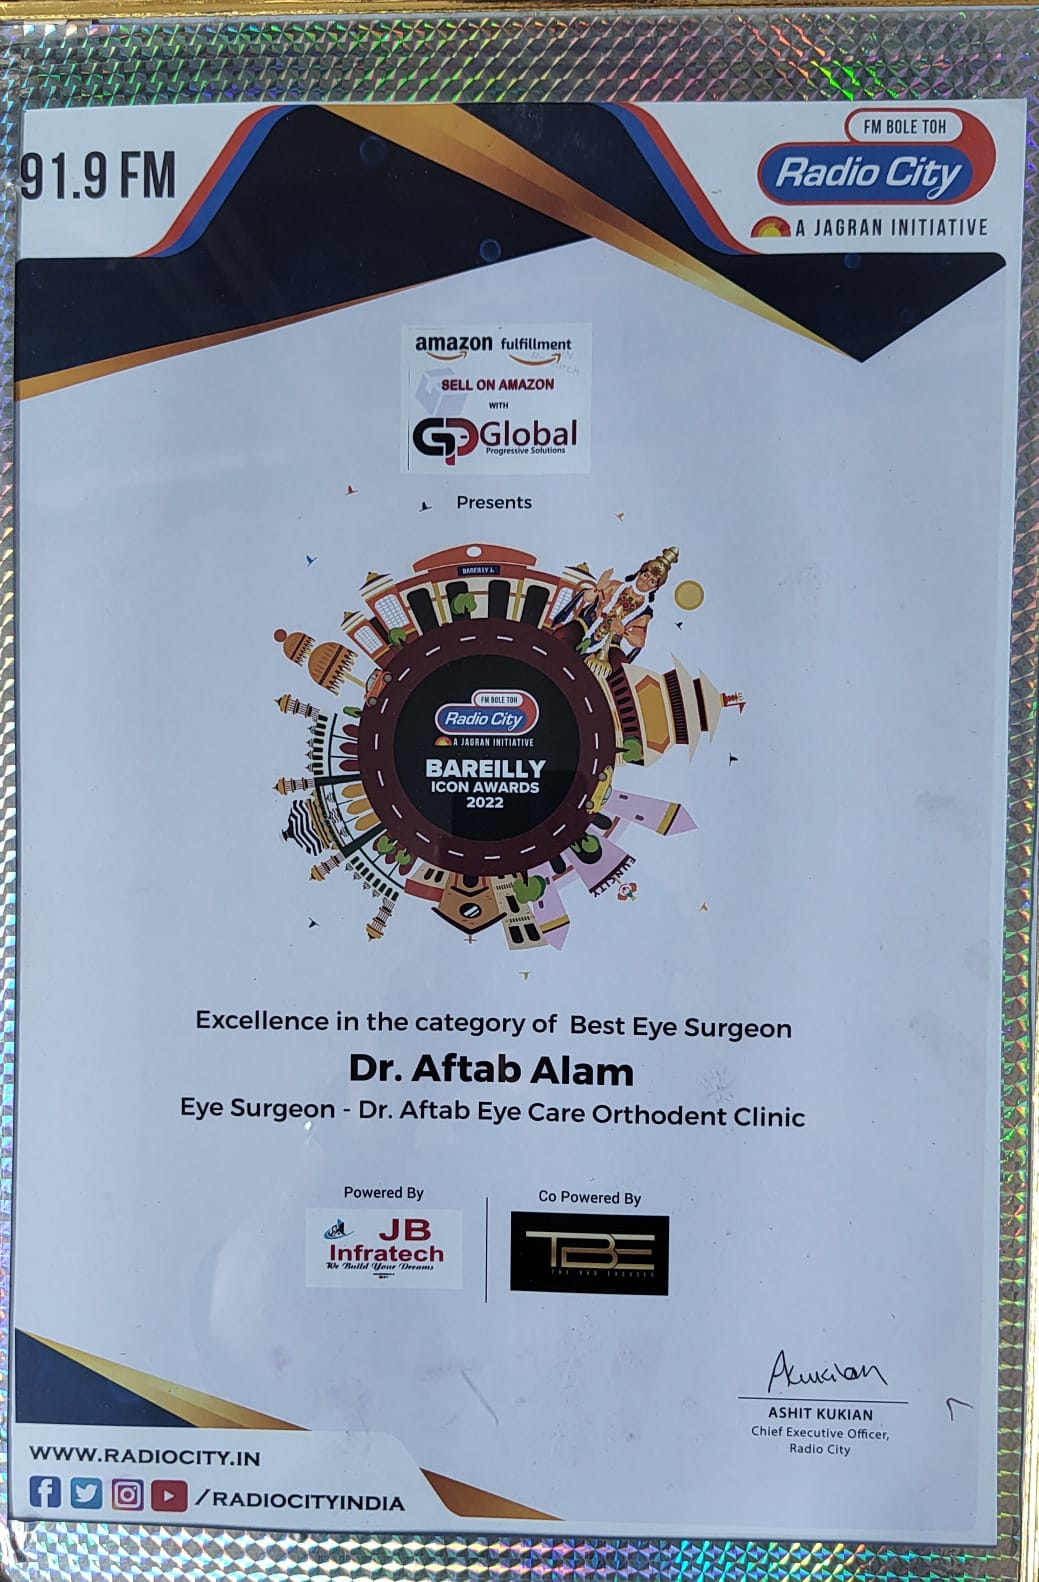 91.9 FM
FM BOLE TOH
Radio City
A JAGRAN INITIATIVE
amazon fulfillment
SELL ON AMAZON
WITH
GP Global
Progressive Solutions
Presents
BAREILLY J.
FM BOLE TOH
Radio City
A JAGRAN INITIATIVE
BAREILLY
ICON AWARDS
2022
FUNCITY
Excellence in the category of Best Eye Surgeon
Dr. Aftab Alam
Eye Surgeon - Dr. Aftab Eye Care Orthodent Clinic
Powered By
JB
Infratech
We Build Your Dreams
Co Powered By
TBE
THE BAR EXCUSES
Akukian
ASHIT KUKIAN
Chief Executive Officer,
Radio City
WWW.RADIOCITY.IN
/RADIOCITYINDIA